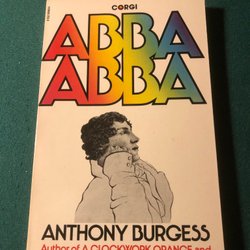 CORGI
ABBA
ABBA
ANTHONY BURGESS
Author of A CLOCKWORK ORANGE and